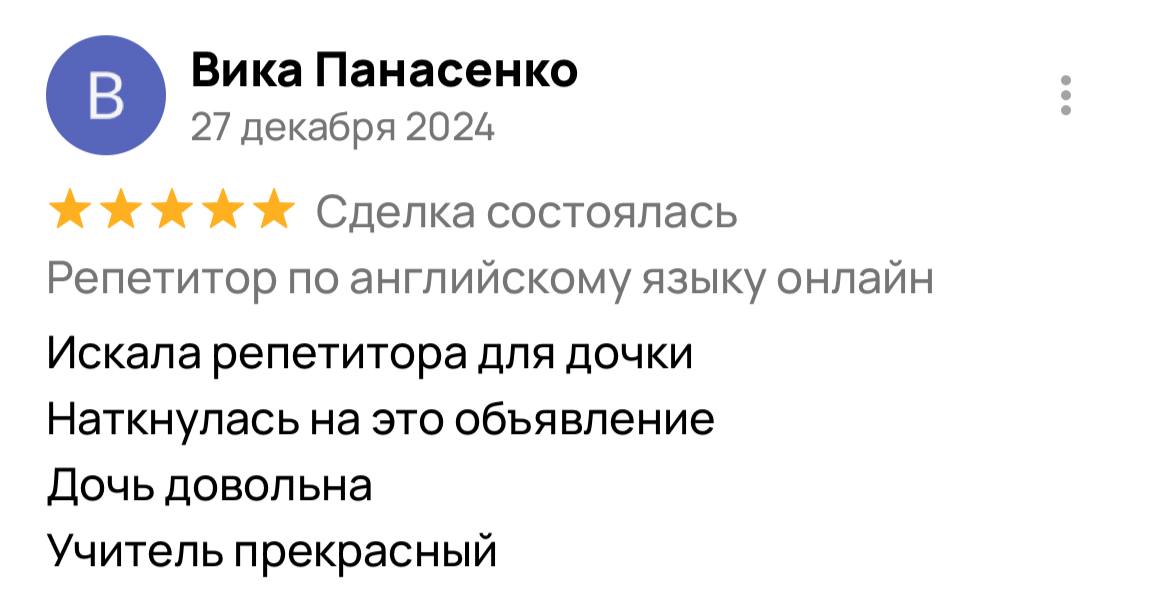 В
Вика Панасенко
27 декабря 2024
Сделка состоялась
Репетитор по английскому языку онлайн
Искала репетитора для дочки
Наткнулась на это объявление
Дочь довольна
Учитель прекрасный